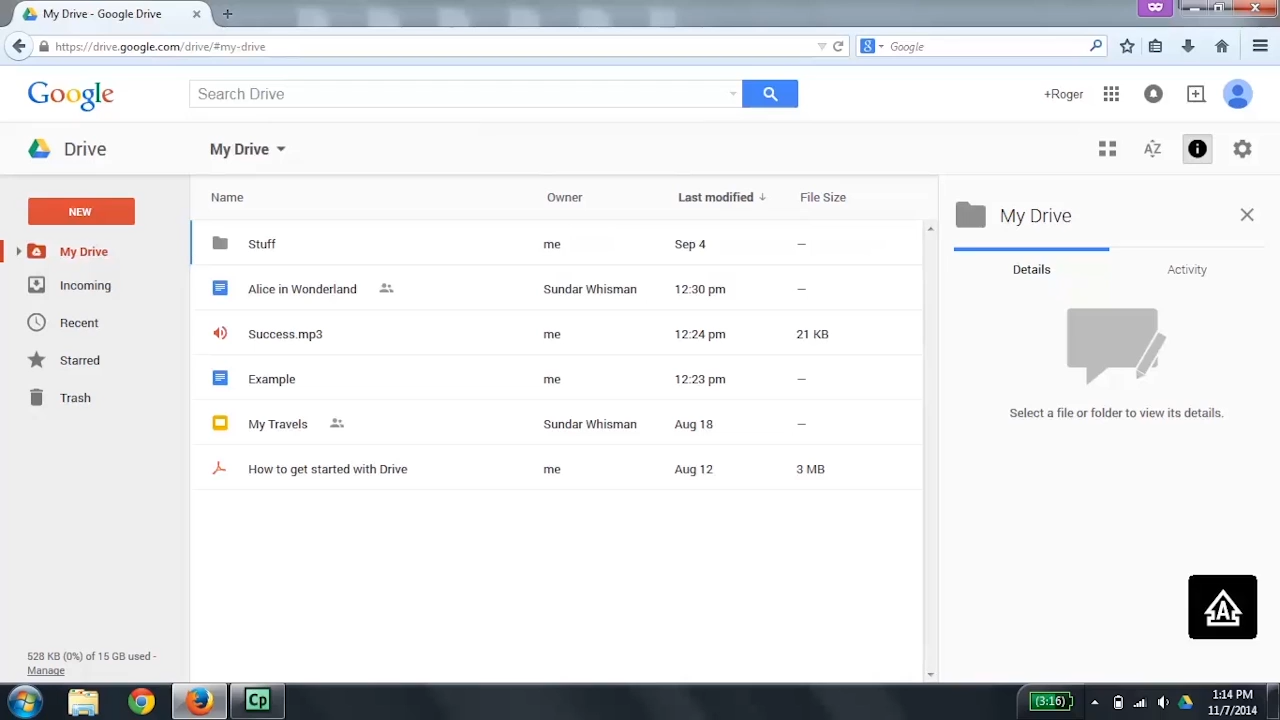 My Drive - Google Drive
https://drive.google.com/drive/#my-drive
Google
Google
Search Drive
+Roger
Drive
My Drive
AZ
NEW
My Drive
Incoming
Recent
Starred
Trash
Name Owner Last modified File Size
Stuff me Sep 4 —
Alice in Wonderland Sundar Whisman 12:30 pm —
Success.mp3 me 12:24 pm 21 KB
Example me 12:23 pm —
My Travels Sundar Whisman Aug 18 —
How to get started with Drive me Aug 12 3 MB
My Drive
Details Activity
Select a file or folder to view its details.
A
528 KB (0%) of 15 GB used -
Manage
Cp
(3:16)
1:14 PM
11/7/2014